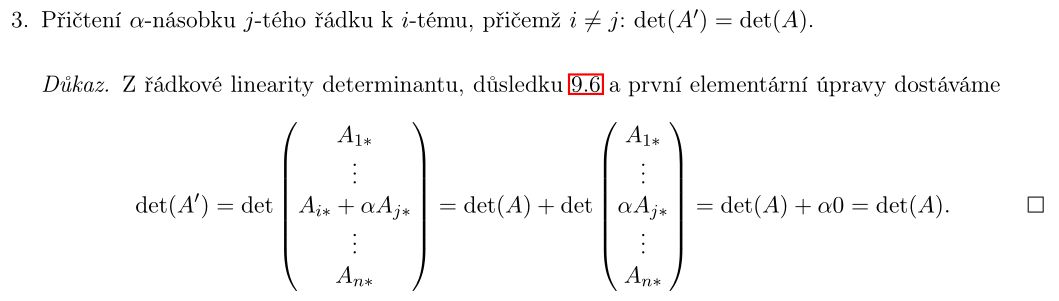 3. Přičtení α-násobku j-tého řádku k i-tému, přičemž i ≠ j: det(A′) = det(A).
Důkaz. Z řádkové linearity determinantu, důsledku 9.6 a první elementární úpravy dostáváme
det(A′) = det ( A₁∗ ⋮ Aᵢ∗ + αAⱼ∗ ⋮ Aₙ∗ ) = det(A) + det ( A₁∗ ⋮ αAⱼ∗ ⋮ Aₙ∗ ) = det(A) + α0 = det(A). □